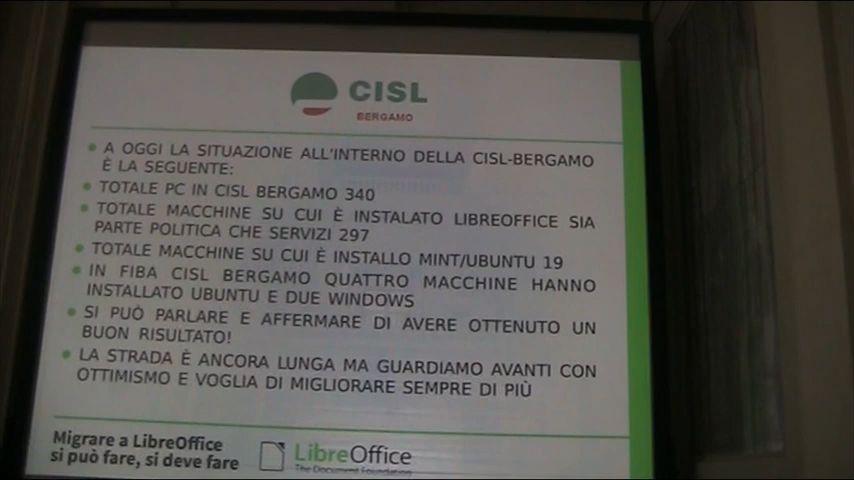 CISL
BERGAMO
A OGGI LA SITUAZIONE ALL'INTERNO DELLA CISL-BERGAMO
È LA SEGUENTE:
TOTALE PC IN CISL BERGAMO 340
TOTALE MACCHINE SU CUI È INSTALATO LIBREOFFICE SIA
PARTE POLITICA CHE SERVIZI 297
TOTALE MACCHINE SU CUI È INSTALLO MINT/UBUNTU 19
IN FIBA CISL BERGAMO QUATTRO MACCHINE HANNO
INSTALLATO UBUNTU E DUE WINDOWS
SI PUÒ PARLARE E AFFERMARE DI AVERE OTTENUTO UN
BUON RISULTATO!
LA STRADA È ANCORA LUNGA MA GUARDIAMO AVANTI CON
OTTIMISMO E VOGLIA DI MIGLIORARE SEMPRE DI PIÙ
Migrare a LibreOffice
si può fare, si deve fare
LibreOffice
The Document Foundation